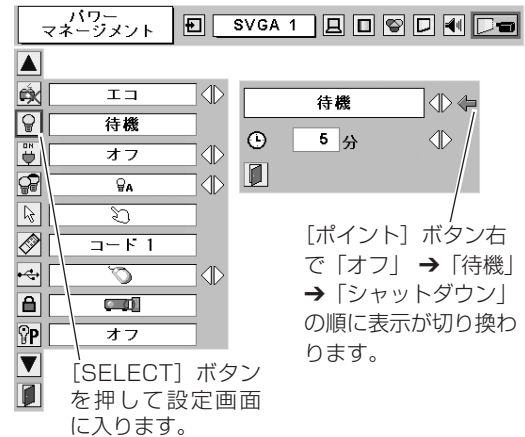 パワー
マネージメント
SVGA 1
エコ
待機
ON
オフ
A
コード 1
P
オフ
待機
5 分
［ポイント］ボタン右
で「オフ」 ➔「待機」
➔「シャットダウン」
の順に表示が切り換わ
ります。
［SELECT］ボタン
を押して設定画面
に入ります。